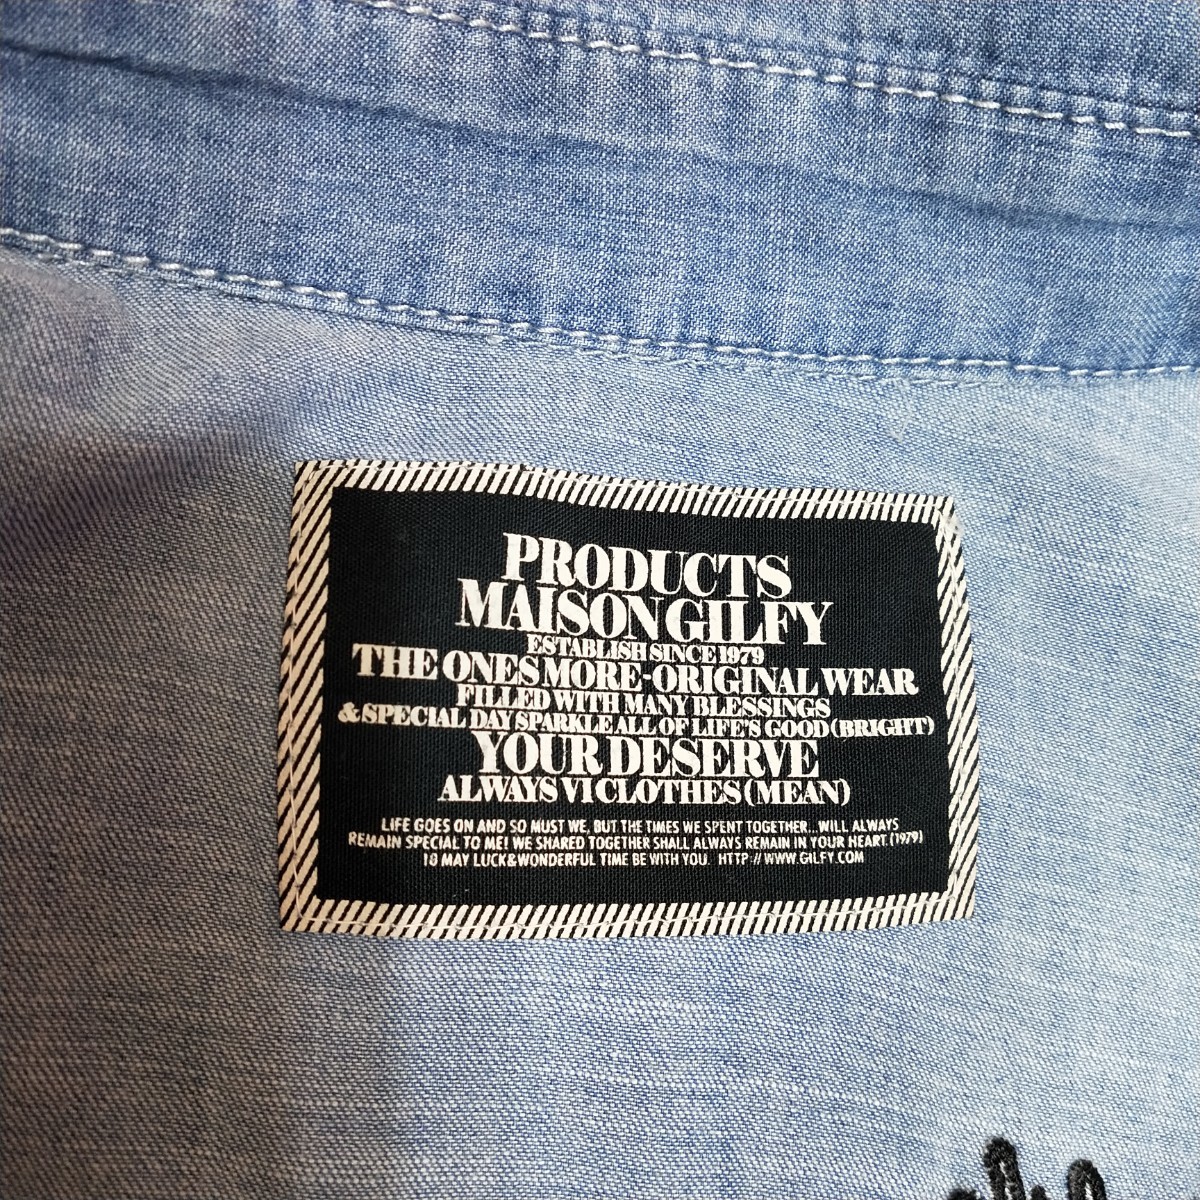 PRODUCTS
MAISON GILFY
ESTABLISH SINCE 1979
THE ONES MORE-ORIGINAL WEAR
FILLED WITH MANY BLESSINGS
& SPECIAL DAY SPARKLE ALL OF LIFE'S GOOD (BRIGHT)
YOUR DESERVE
ALWAYS VI CLOTHES (MEAN)
LIFE GOES ON AND SO MUST WE, BUT THE TIMES WE SPENT TOGETHER...WILL ALWAYS
REMAIN SPECIAL TO ME! WE SHARED TOGETHER SHALL ALWAYS REMAIN IN YOUR HEART.(1979)
10 MAY LUCK&WONDERFUL TIME BE WITH YOU. HTTP://WWW.GILFY.COM